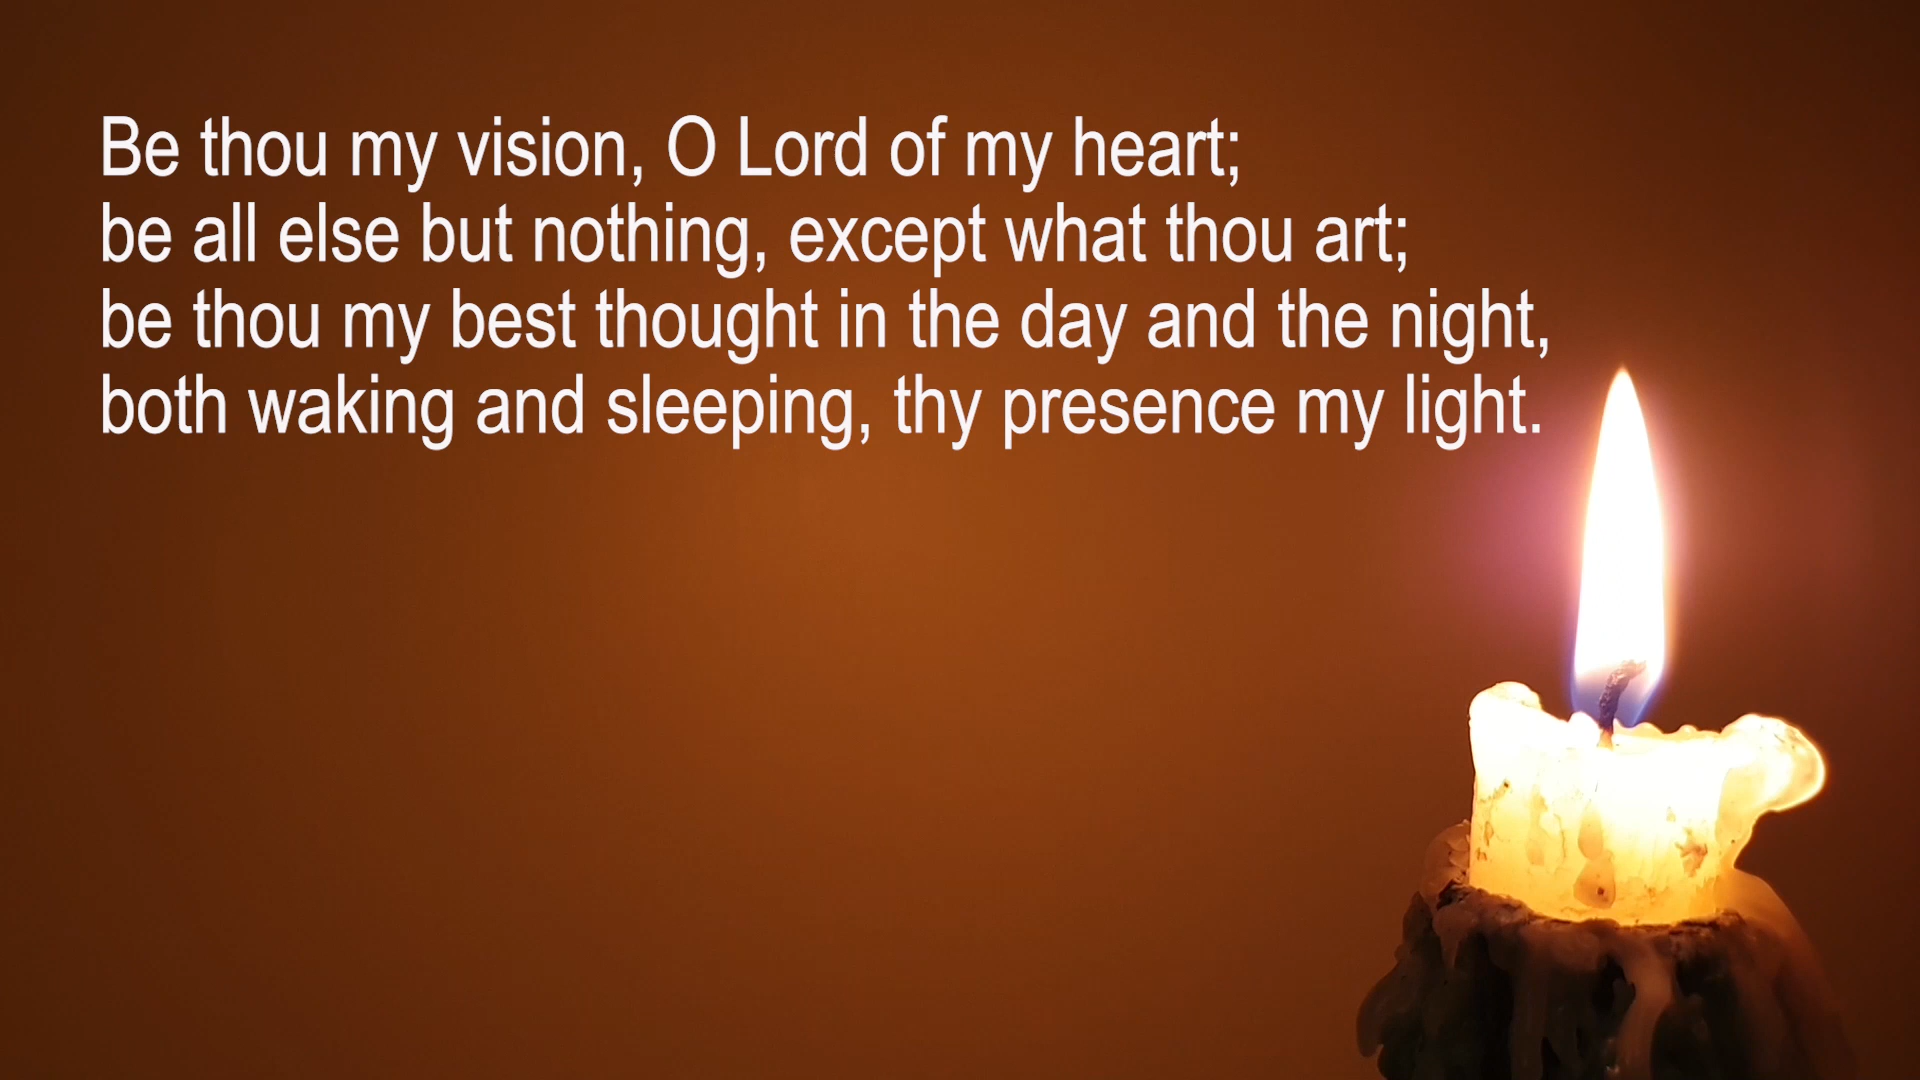 Be thou my vision, O Lord of my heart;
be all else but nothing, except what thou art;
be thou my best thought in the day and the night,
both waking and sleeping, thy presence my light.